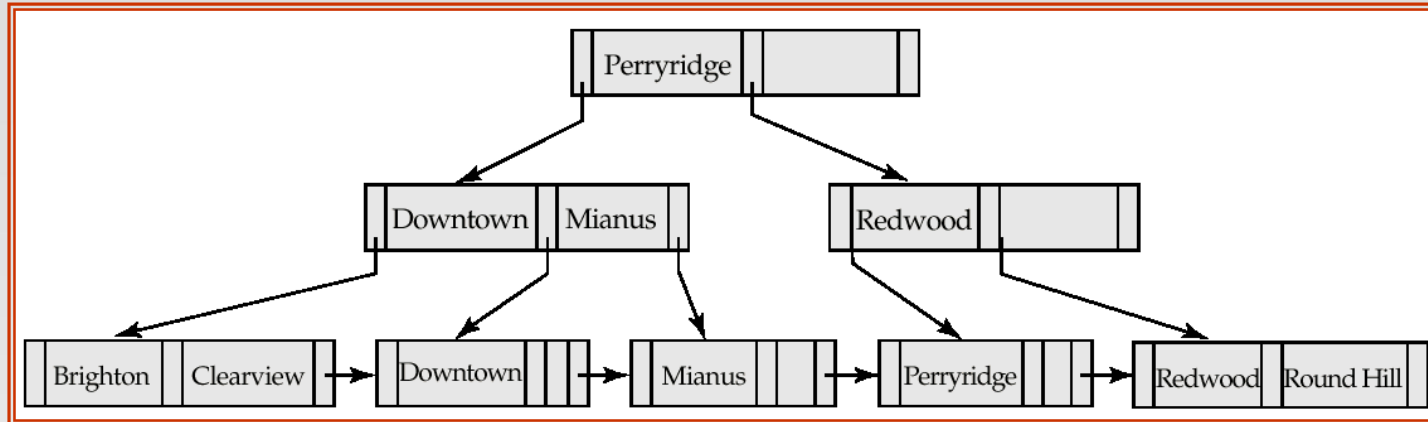 Perryridge
Downtown Mianus Redwood
Brighton Clearview Downtown Mianus Perryridge Redwood Round Hill